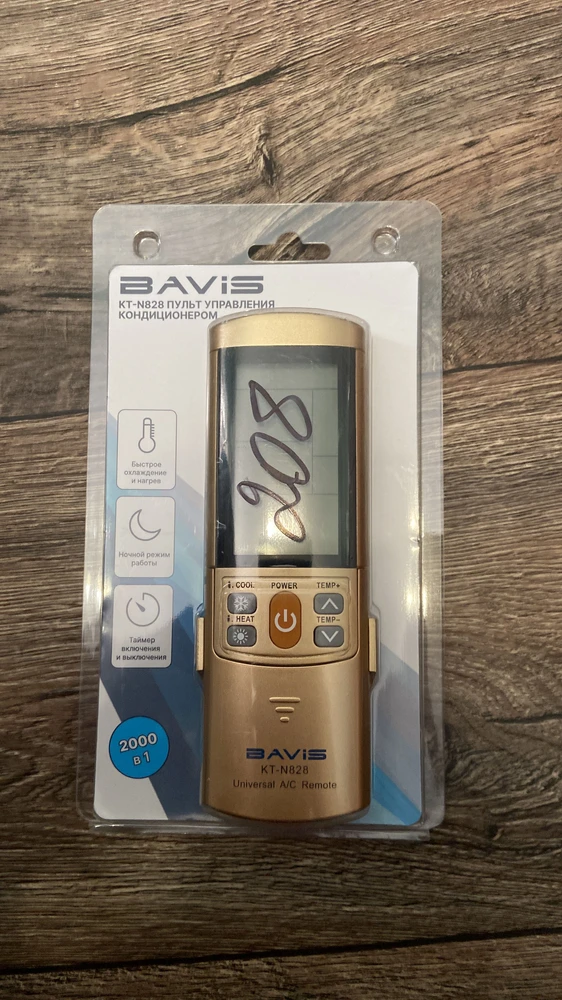 BAVIS
KT-N828 ПУЛЬТ УПРАВЛЕНИЯ
КОНДИЦИОНЕРОМ
208
Быстрое
охлаждение
и нагрев
Ночной режим
работы
Таймер
включения
и выключения
2000
в 1
i. COOL POWER TEMP+
i. HEAT TEMP-
BAVIS
KT-N828
Universal A/C Remote